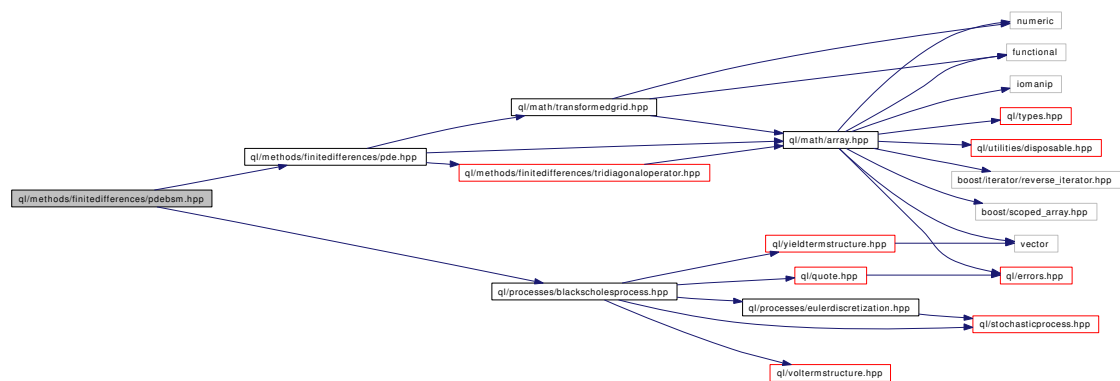 numeric
functional
iomanip
ql/math/transformedgrid.hpp
ql/types.hpp
ql/math/array.hpp
ql/utilities/disposable.hpp
ql/methods/finitedifferences/pde.hpp
ql/methods/finitedifferences/tridiagonaloperator.hpp
boost/iterator/reverse_iterator.hpp
ql/methods/finitedifferences/pdebsm.hpp
boost/scoped_array.hpp
ql/yieldtermstructure.hpp
vector
ql/quote.hpp
ql/errors.hpp
ql/processes/blackscholesprocess.hpp
ql/processes/eulerdiscretization.hpp
ql/stochasticprocess.hpp
ql/voltermstructure.hpp